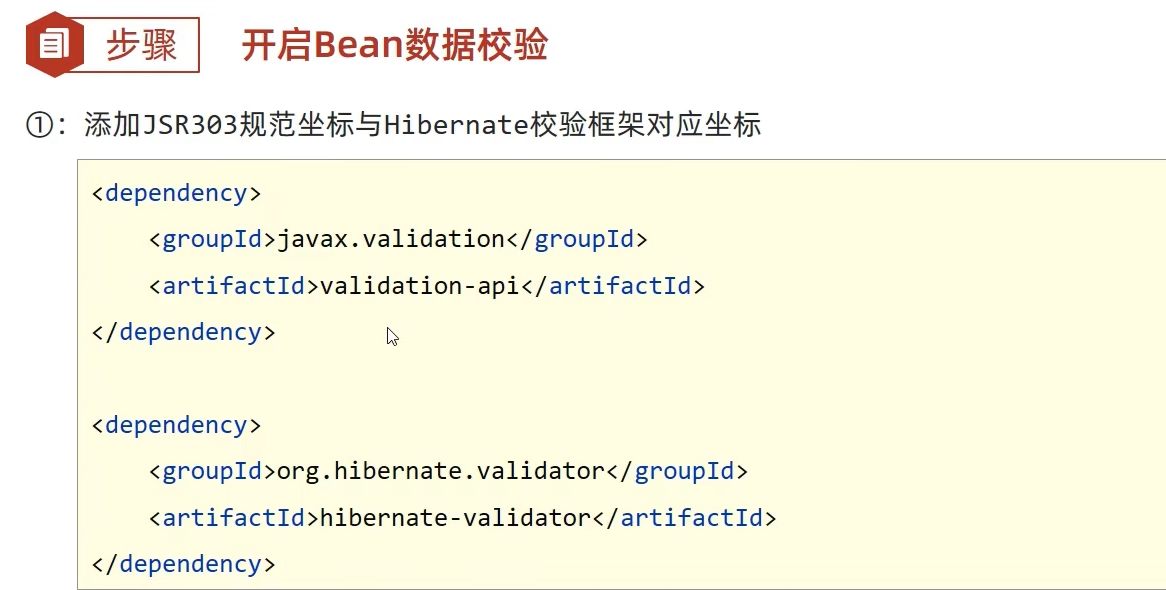 步骤 开启Bean数据校验
①：添加JSR303规范坐标与Hibernate校验框架对应坐标
<dependency>
    <groupId>javax.validation</groupId>
    <artifactId>validation-api</artifactId>
</dependency>
<dependency>
    <groupId>org.hibernate.validator</groupId>
    <artifactId>hibernate-validator</artifactId>
</dependency>